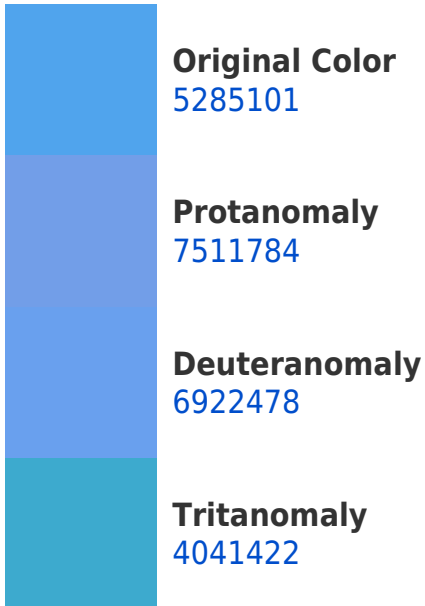 Original Color
5285101
Protanomaly
7511784
Deuteranomaly
6922478
Tritanomaly
4041422